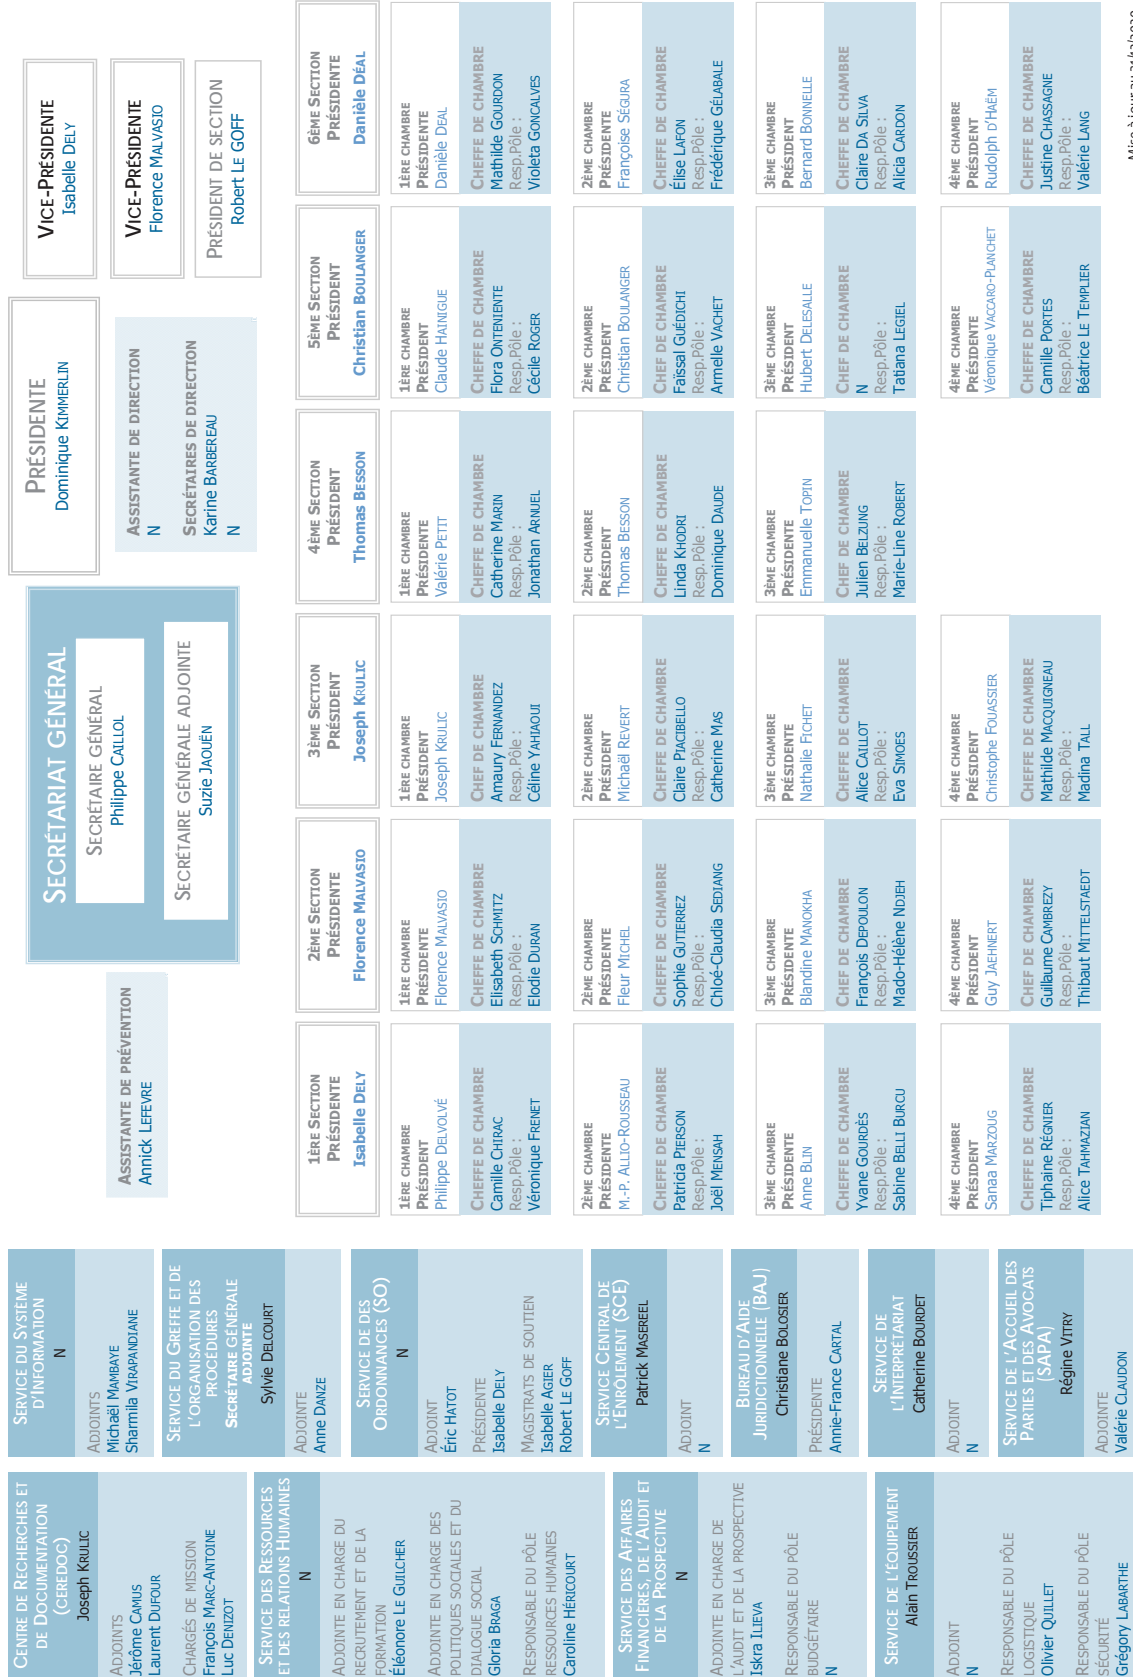 PRÉSIDENTE
Dominique KIMMERLIN
VICE-PRÉSIDENTE
Isabelle DELY
VICE-PRÉSIDENTE
Florence MALVASIO
PRÉSIDENT DE SECTION
Robert LE GOFF
ASSISTANTE DE DIRECTION
N
SECRÉTAIRES DE DIRECTION
Karine BARBEREAU
N
SECRÉTARIAT GÉNÉRAL
SECRÉTAIRE GÉNÉRAL
Philippe CAILLOL
SECRÉTAIRE GÉNÉRALE ADJOINTE
Suzie JAOUËN
ASSISTANTE DE PRÉVENTION
Annick LEFEVRE
CENTRE DE RECHERCHES ET
DE DOCUMENTATION
(CEREDOC)
Joseph KRULIC
ADJOINTS
Jérôme CAMUS
Laurent DUFOUR
CHARGÉS DE MISSION
François MARC-ANTOINE
Luc DENIZOT
SERVICE DES RESSOURCES
ET DES RELATIONS HUMAINES
N
ADJOINTE EN CHARGE DU
RECRUTEMENT ET DE LA
FORMATION
Éléonore LE GUILCHER
ADJOINTE EN CHARGE DES
POLITIQUES SOCIALES ET DU
DIALOGUE SOCIAL
Gloria BRAGA
RESPONSABLE DU PÔLE
RESSOURCES HUMAINES
Caroline HÉRICOURT
SERVICE DES AFFAIRES
FINANCIÈRES, DE L'AUDIT ET
DE LA PROSPECTIVE
N
ADJOINTE EN CHARGE DE
L'AUDIT ET DE LA PROSPECTIVE
Iskra ILIEVA
RESPONSABLE DU PÔLE
BUDGÉTAIRE
N
SERVICE DE L'ÉQUIPEMENT
Alain TROUSSIER
ADJOINT
N
RESPONSABLE DU PÔLE
LOGISTIQUE
Olivier QUILLET
RESPONSABLE DU PÔLE
SÉCURITÉ
Grégory LABARTHE
SERVICE DU SYSTÈME
D'INFORMATION
N
ADJOINTS
Michaël MAMBAYE
Sharmila VIRAPANDIANE
SERVICE DU GREFFE ET DE
L'ORGANISATION DES
PROCÉDURES
SECRÉTAIRE GÉNÉRALE
ADJOINTE
Sylvie DELCOURT
ADJOINTE
Anne DANZE
SERVICE DE DES
ORDONNANCES (SO)
N
ADJOINT
Éric HATOT
PRÉSIDENTE
Isabelle DELY
MAGISTRATS DE SOUTIEN
Isabelle AGIER
Robert LE GOFF
SERVICE CENTRAL DE
L'ENRÔLEMENT (SCE)
Patrick MASEREEL
ADJOINT
N
BUREAU D'AIDE
JURIDICTIONNELLE (BAJ)
Christiane BOLOSIER
PRÉSIDENTE
Annie-France CARTAL
SERVICE DE
L'INTERPRÉTARIAT
Catherine BOURDET
ADJOINT
N
SERVICE DE L'ACCUEIL DES
PARTIES ET DES AVOCATS
(SAPA)
Régine VITRY
ADJOINTE
Valérie CLAUDON
1ÈRE SECTION
PRÉSIDENTE
Isabelle DELY
1ÈRE CHAMBRE
PRÉSIDENT
Philippe DELVOLVÉ
CHEFFE DE CHAMBRE
Camille CHIRAC
Resp.Pôle :
Véronique FRENET
2ÈME CHAMBRE
PRÉSIDENTE
M.-P. ALLIO-ROUSSEAU
CHEFFE DE CHAMBRE
Patricia PIERSON
Resp.Pôle :
Joël MENSAH
3ÈME CHAMBRE
PRÉSIDENT
Anne BLIN
CHEFFE DE CHAMBRE
Yvane GOURDÈS
Resp.Pôle :
Sabine BELLI BURCU
4ÈME CHAMBRE
PRÉSIDENT
Sanaa MARZOUG
CHEFFE DE CHAMBRE
Tiphaine RÉGNIER
Resp.Pôle :
Alice TAHMAZIAN
2ÈME SECTION
PRÉSIDENTE
Florence MALVASIO
1ÈRE CHAMBRE
PRÉSIDENTE
Florence MALVASIO
CHEFFE DE CHAMBRE
Elisabeth SCHMITZ
Resp.Pôle :
Elodie DURAN
2ÈME CHAMBRE
PRÉSIDENTE
Fleur MICHEL
CHEFFE DE CHAMBRE
Sophie GUTIERREZ
Resp.Pôle :
Chloé-Claudia SEDIANG
3ÈME CHAMBRE
PRÉSIDENTE
Blandine MANOKHA
CHEF DE CHAMBRE
François DEPOULON
Resp.Pôle :
Mado-Hélène NDJEH
4ÈME CHAMBRE
PRÉSIDENT
Guy JAEHNERT
CHEF DE CHAMBRE
Guillaume CAMBREZY
Resp.Pôle :
Thibaut MITTELSTAEDT
3ÈME SECTION
PRÉSIDENT
Joseph KRULIC
1ÈRE CHAMBRE
PRÉSIDENT
Joseph KRULIC
CHEF DE CHAMBRE
Amaury FERNANDEZ
Resp.Pôle :
Céline YAHIAOUI
2ÈME CHAMBRE
PRÉSIDENT
Michaël REVERT
CHEFFE DE CHAMBRE
Claire PIACIBELLO
Resp.Pôle :
Catherine MAS
3ÈME CHAMBRE
PRÉSIDENT
Nathalie FICHET
CHEF DE CHAMBRE
Alice CAILLOT
Resp.Pôle :
Eva SIMOES
4ÈME CHAMBRE
PRÉSIDENT
Christophe FOUASSIER
CHEFFE DE CHAMBRE
Mathilde MACQUIGNEAU
Resp.Pôle :
Madina TALL
4ÈME SECTION
PRÉSIDENT
Thomas BESSON
1ÈRE CHAMBRE
PRÉSIDENTE
Valérie PETIT
CHEFFE DE CHAMBRE
Catherine MARIN
Resp.Pôle :
Jonathan ARNUEL
2ÈME CHAMBRE
PRÉSIDENT
Thomas BESSON
CHEFFE DE CHAMBRE
Linda KHODRI
Resp.Pôle :
Dominique DAUDE
3ÈME CHAMBRE
PRÉSIDENTE
Emmanuelle TOPIN
CHEF DE CHAMBRE
Julien BELZUNG
Resp.Pôle :
Marie-Line ROBERT
5ÈME SECTION
PRÉSIDENT
Christian BOULANGER
1ÈRE CHAMBRE
PRÉSIDENT
Claude HAINIGUE
CHEFFE DE CHAMBRE
Flora ONTENIENTE
Resp.Pôle :
Cécile ROGER
2ÈME CHAMBRE
PRÉSIDENT
Christian BOULANGER
CHEF DE CHAMBRE
Faïssal GUÉDICHI
Resp.Pôle :
Armelle VACHET
3ÈME CHAMBRE
PRÉSIDENT
Hubert DELESALLE
CHEF DE CHAMBRE
N
Resp.Pôle :
Tatiana LEGIEL
4ÈME CHAMBRE
PRÉSIDENTE
Véronique VACCARO-PLANCHET
CHEFFE DE CHAMBRE
Camille PORTES
Resp.Pôle :
Béatrice LE TEMPLIER
6ÈME SECTION
PRÉSIDENTE
Danièle DÉAL
1ÈRE CHAMBRE
PRÉSIDENTE
Danièle DEAL
CHEFFE DE CHAMBRE
Mathilde GOURDON
Resp.Pôle :
Violeta GONCALVES
2ÈME CHAMBRE
PRÉSIDENTE
Françoise SÉGURA
CHEFFE DE CHAMBRE
Élise LAFON
Resp.Pôle :
Frédérique GÉLABALE
3ÈME CHAMBRE
PRÉSIDENT
Bernard BONNELLE
CHEFFE DE CHAMBRE
Claire DA SILVA
Resp.Pôle :
Alicia CARDON
4ÈME CHAMBRE
PRÉSIDENT
Rudolph D'HAËM
CHEFFE DE CHAMBRE
Justine CHASSAGNE
Resp.Pôle :
Valérie LANG
Mise à jour au 31/12/2020